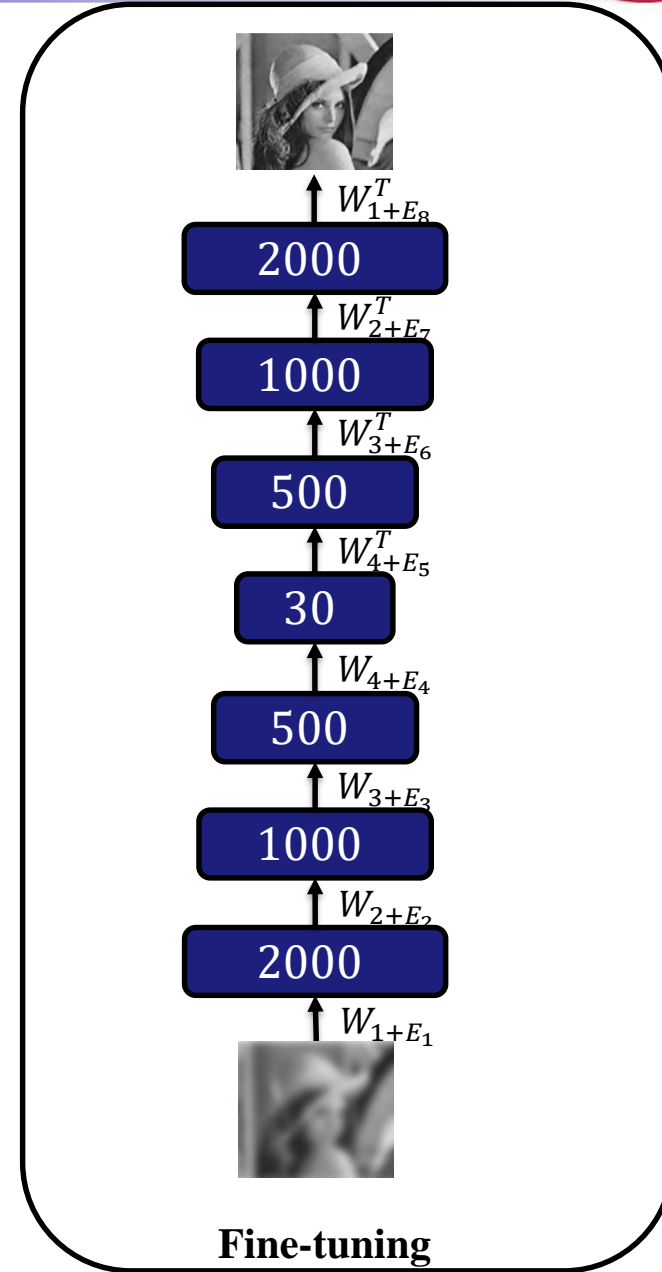 W^T_{1+E_8}
2000
W^T_{2+E_7}
1000
W^T_{3+E_6}
500
W^T_{4+E_5}
30
W_{4+E_4}
500
W_{3+E_3}
1000
W_{2+E_2}
2000
W_{1+E_1}
Fine-tuning